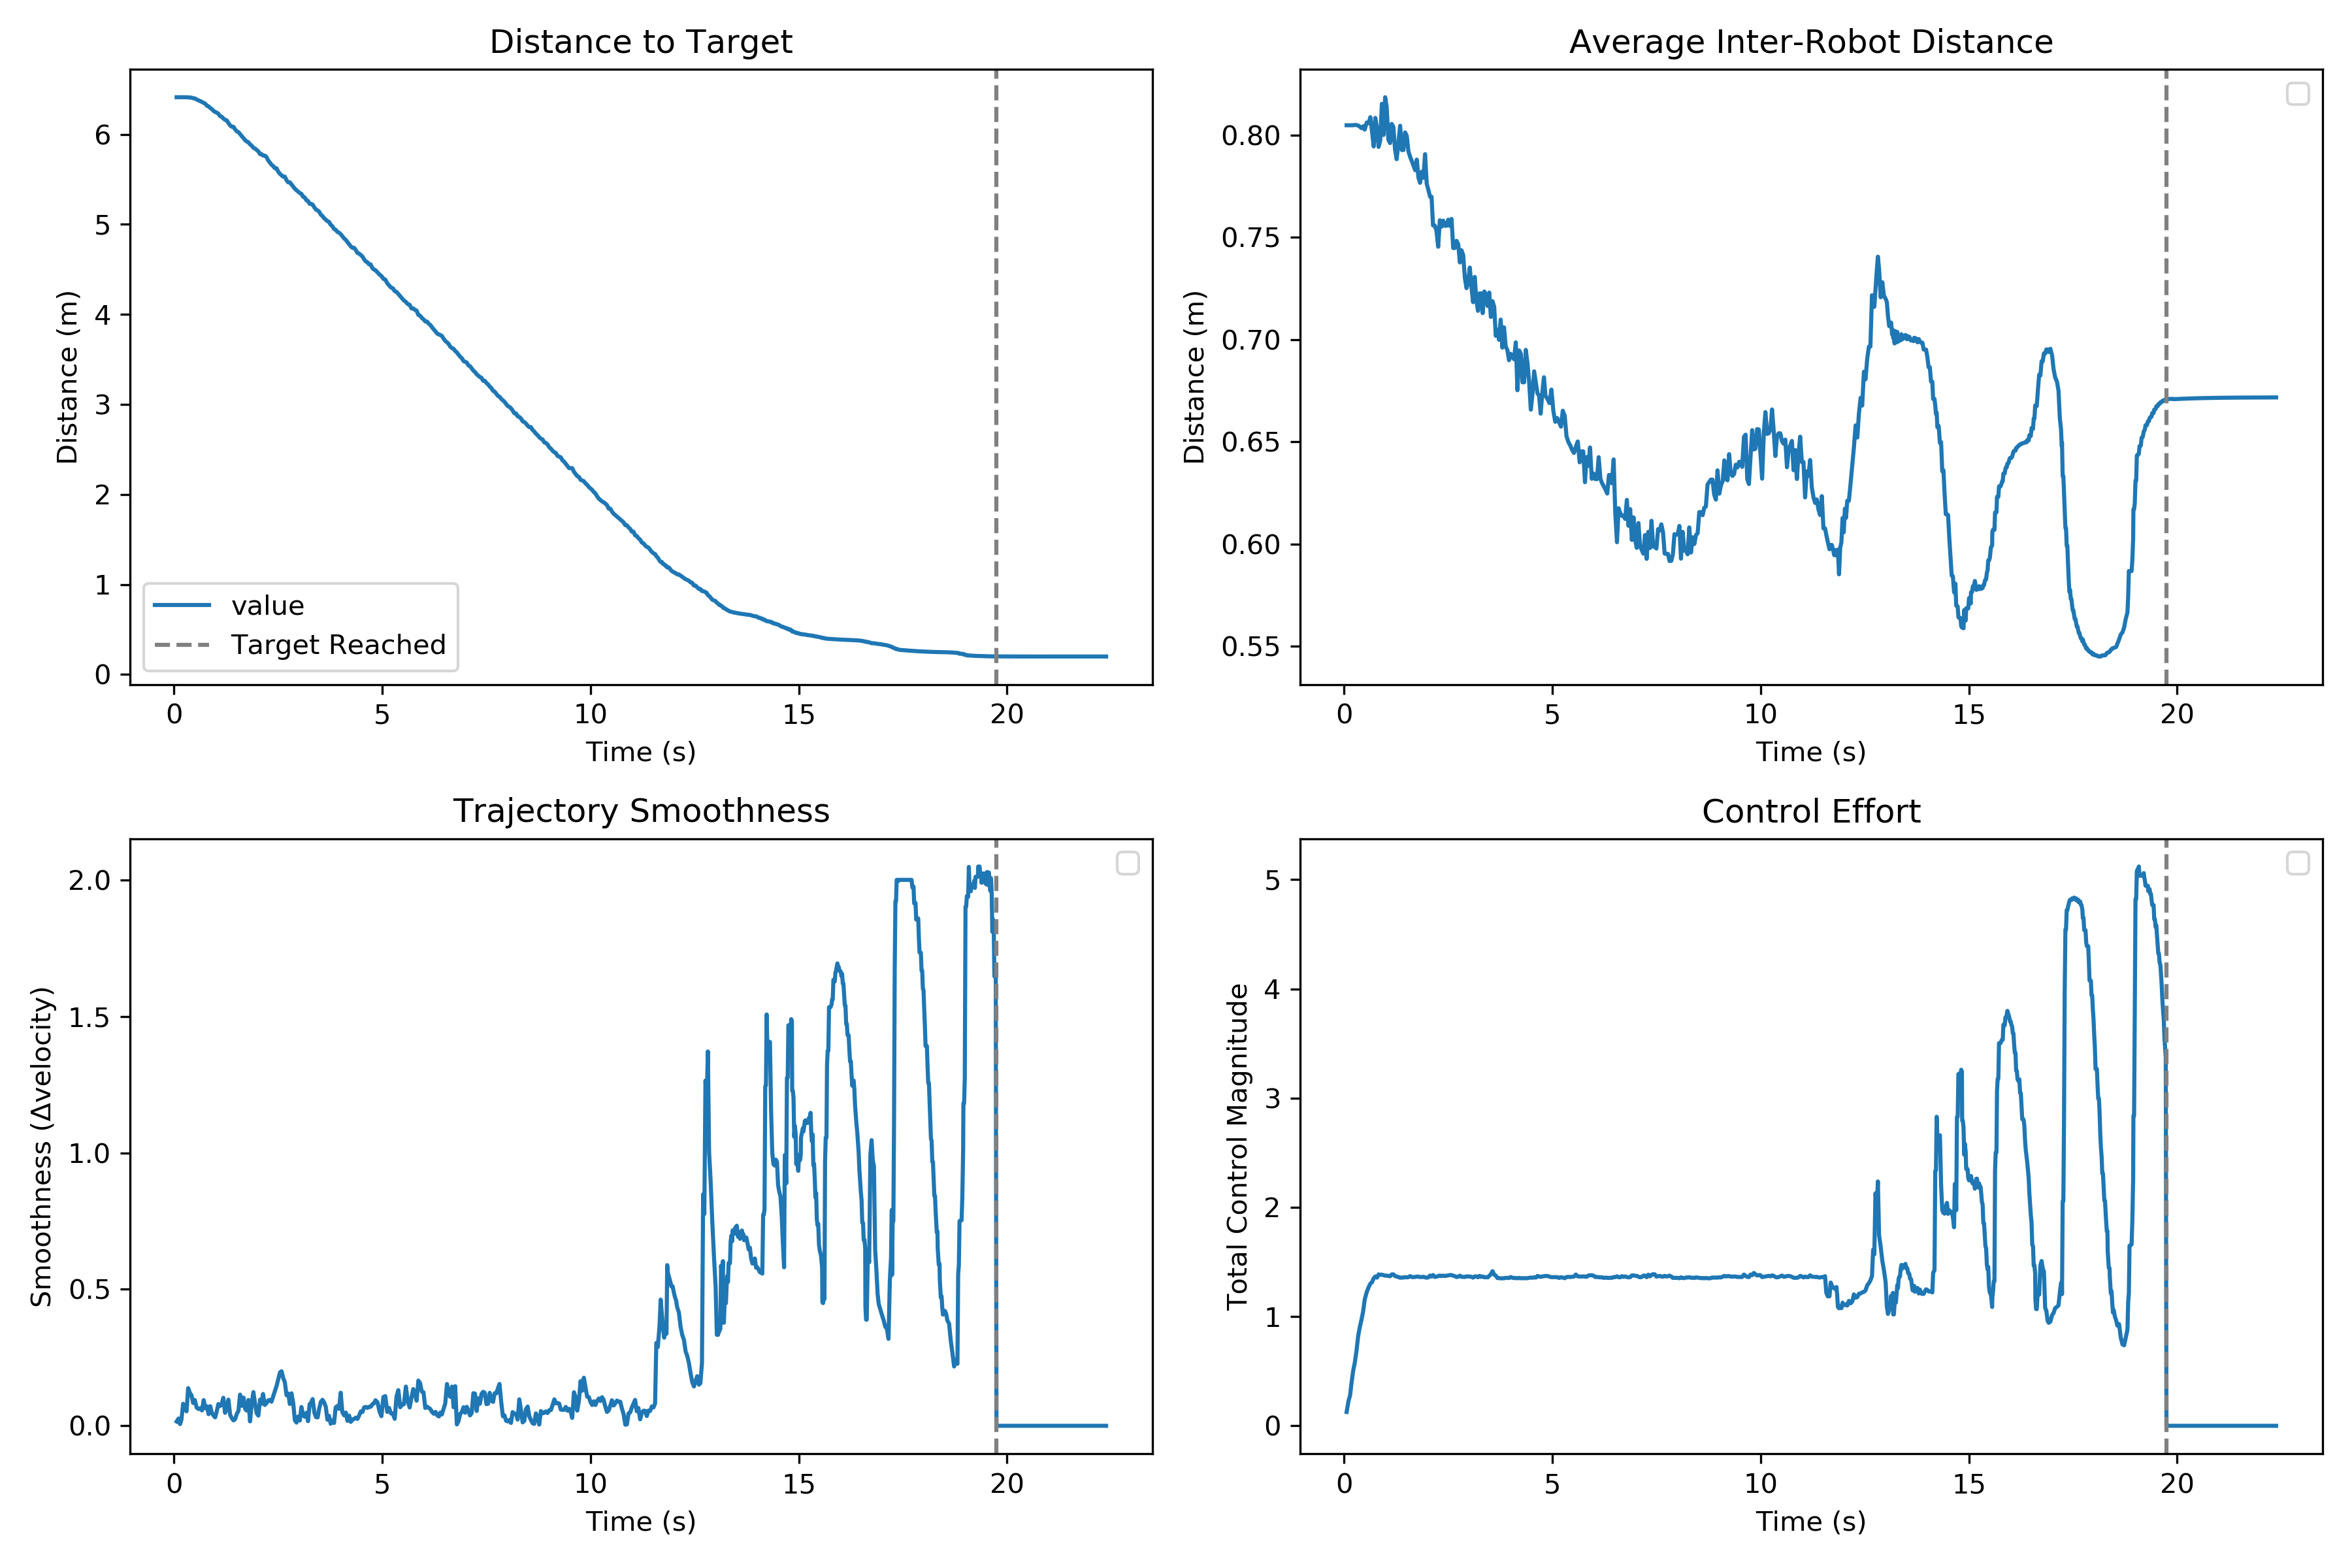 Distance to Target
Distance (m)
6
5
4
3
2
1
0
value
Target Reached
0 5 10 15 20
Time (s)
Average Inter-Robot Distance
Distance (m)
0.80
0.75
0.70
0.65
0.60
0.55
0 5 10 15 20
Time (s)
Trajectory Smoothness
Smoothness (Δvelocity)
2.0
1.5
1.0
0.5
0.0
0 5 10 15 20
Time (s)
Control Effort
Total Control Magnitude
5
4
3
2
1
0
0 5 10 15 20
Time (s)